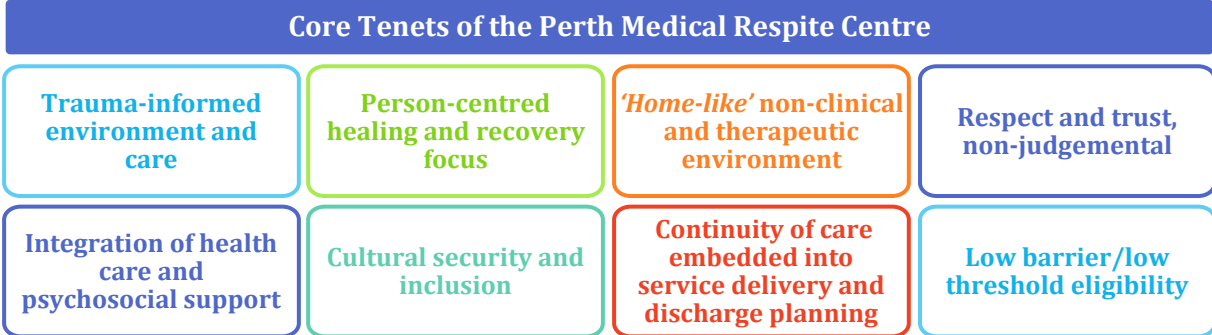 Core Tenets of the Perth Medical Respite Centre
Trauma-informed
environment and
care
Person-centred
healing and recovery
focus
'Home-like' non-clinical
and therapeutic
environment
Respect and trust,
non-judgemental
Integration of health
care and
psychosocial support
Cultural security and
inclusion
Continuity of care
embedded into
service delivery and
discharge planning
Low barrier/low
threshold eligibility